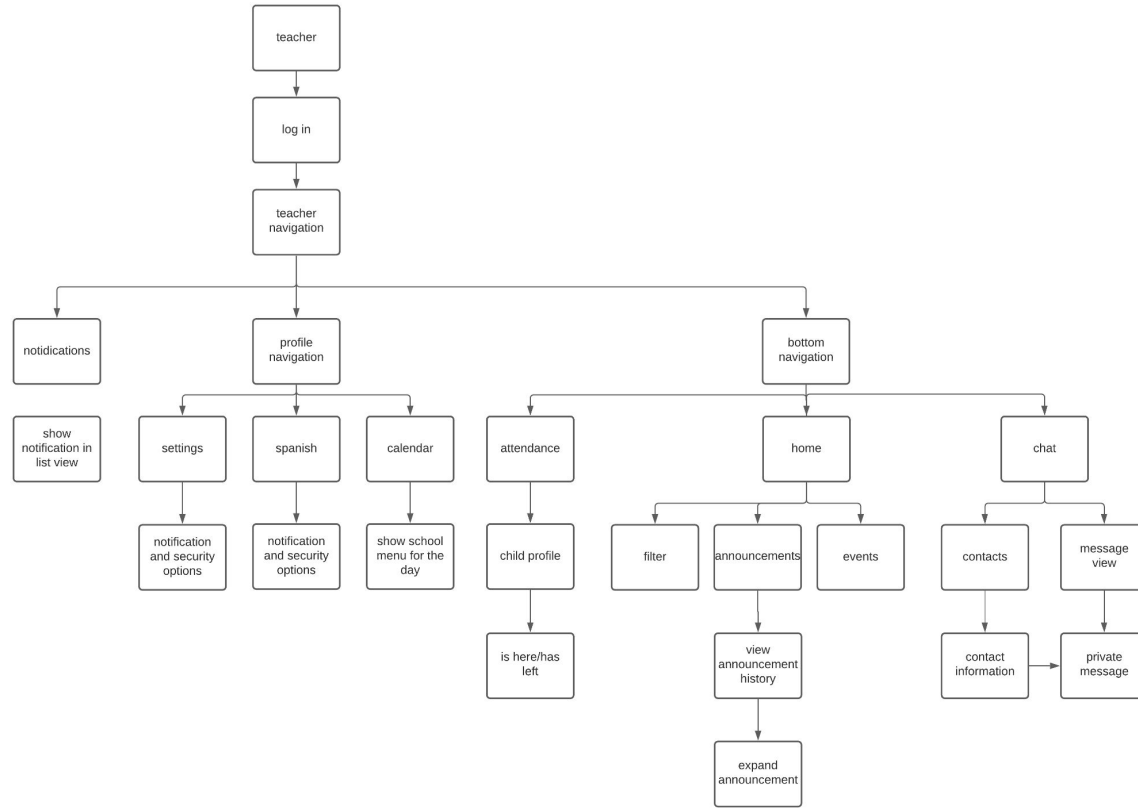 teacher
log in
teacher
navigation
notidications
profile
navigation
bottom
navigation
show
notification in
list view
settings
spanish
calendar
attendance
home
chat
notification
and security
options
notification
and security
options
show school
menu for the
day
child profile
filter
announcements
events
contacts
message
view
is here/has
left
view
announcement
history
contact
information
private
message
expand
announcement